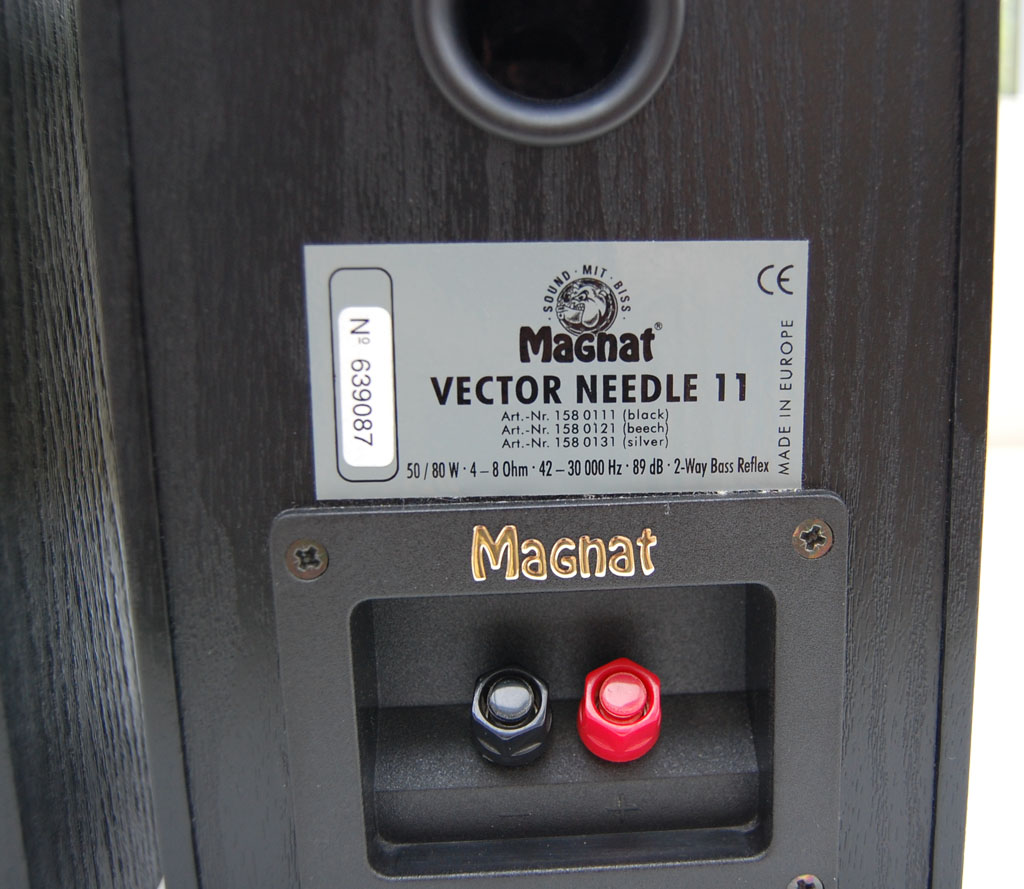 SOUND · MIT · BISS
Magnat®
VECTOR NEEDLE 11
Art.-Nr. 158 0111 (black)
Art.-Nr. 158 0121 (beech)
Art.-Nr. 158 0131 (silver)
50 / 80 W · 4 – 8 Ohm · 42 – 30 000 Hz · 89 dB · 2-Way Bass Reflex
Nº 639087
CE
MADE IN EUROPE
Magnat
− +